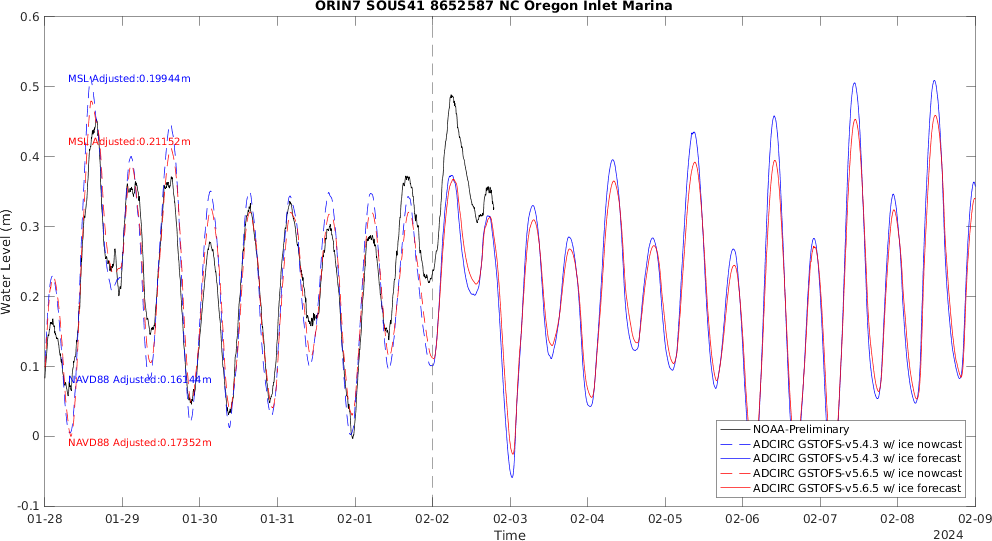 ORIN7 SOUS41 8652587 NC Oregon Inlet Marina
0.6
0.5
0.4
0.3
0.2
0.1
0
-0.1
Water Level (m)
MSL Adjusted:0.19944m
MSL Adjusted:0.21152m
NAVD88 Adjusted:0.16144m
NAVD88 Adjusted:0.17352m
NOAA-Preliminary
ADCIRC GSTOFS-v5.4.3 w/ ice nowcast
ADCIRC GSTOFS-v5.4.3 w/ ice forecast
ADCIRC GSTOFS-v5.6.5 w/ ice nowcast
ADCIRC GSTOFS-v5.6.5 w/ ice forecast
01-28 01-29 01-30 01-31 02-01 02-02 02-03 02-04 02-05 02-06 02-07 02-08 02-09
Time
2024